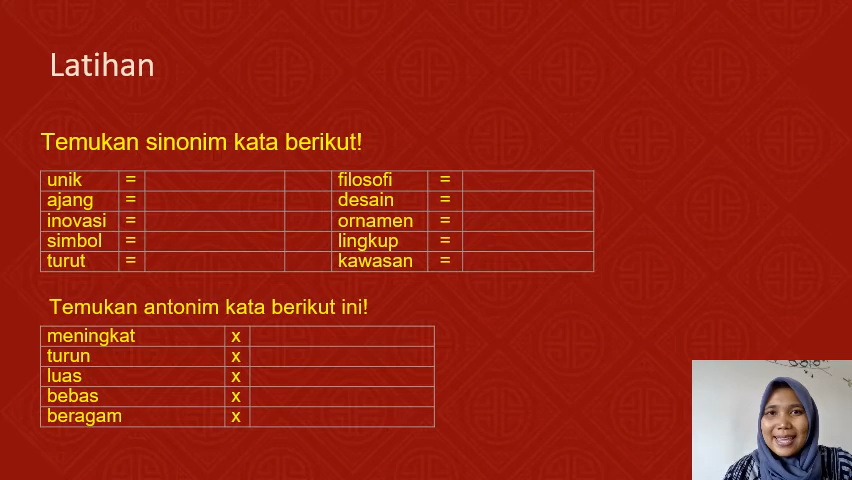 Latihan
Temukan sinonim kata berikut!
unik = filosofi =
ajang = desain =
inovasi = ornamen =
simbol = lingkup =
turut = kawasan =
Temukan antonim kata berikut ini!
meningkat x
turun x
luas x
bebas x
beragam x